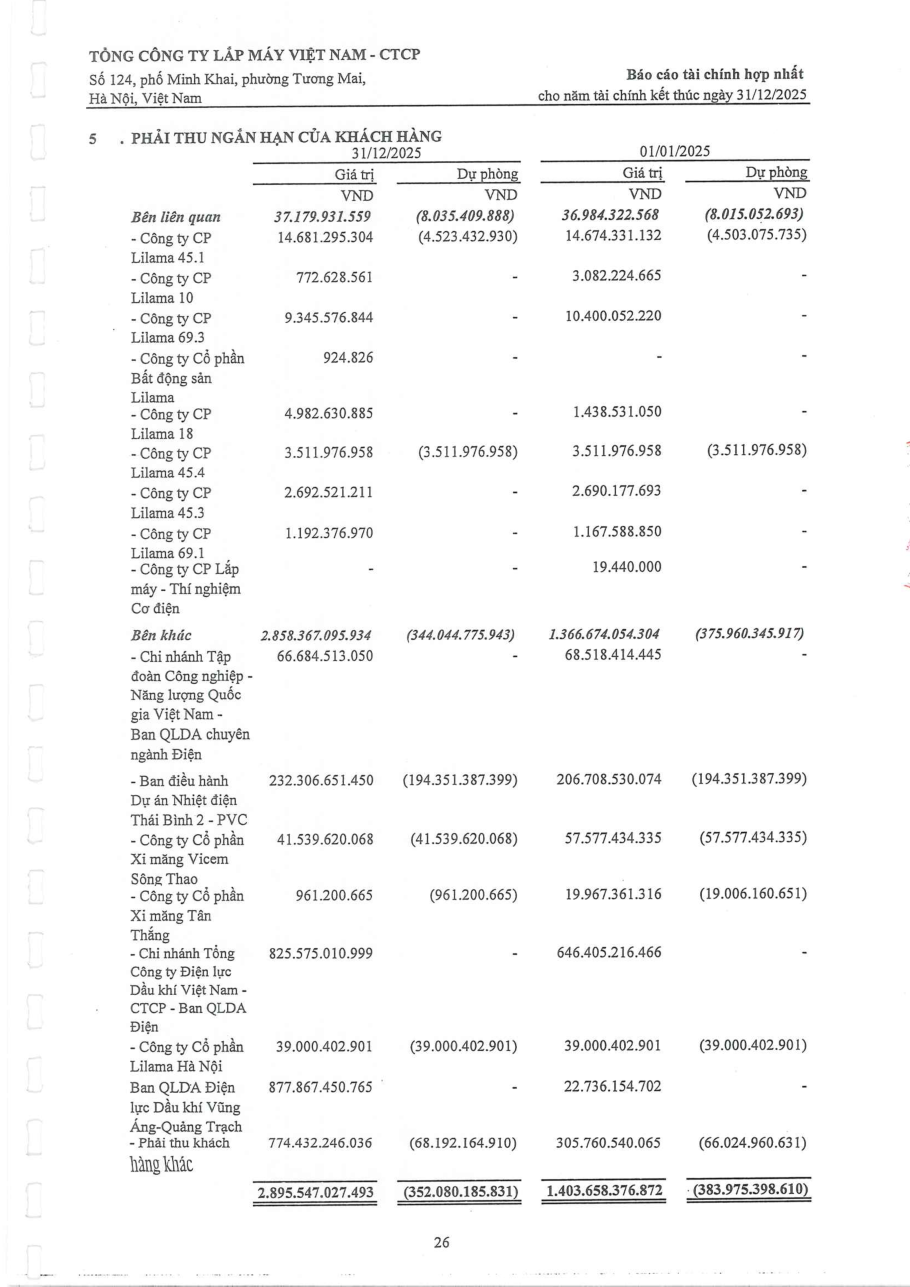 TỔNG CÔNG TY LẮP MÁY VIỆT NAM - CTCP
Số 124, phố Minh Khai, phường Tương Mai,
Hà Nội, Việt Nam
Báo cáo tài chính hợp nhất
cho năm tài chính kết thúc ngày 31/12/2025
5 . PHẢI THU NGẮN HẠN CỦA KHÁCH HÀNG
31/12/2025 01/01/2025
Giá trị Dự phòng Giá trị Dự phòng
VND VND VND VND
Bên liên quan 37.179.931.559 (8.035.409.888) 36.984.322.568 (8.015.052.693)
- Công ty CP 14.681.295.304 (4.523.432.930) 14.674.331.132 (4.503.075.735)
Lilama 45.1
- Công ty CP 772.628.561 - 3.082.224.665 -
Lilama 10
- Công ty CP 9.345.576.844 - 10.400.052.220 -
Lilama 69.3
- Công ty Cổ phần 924.826 - - -
Bất động sản
Lilama
- Công ty CP 4.982.630.885 - 1.438.531.050 -
Lilama 18
- Công ty CP 3.511.976.958 (3.511.976.958) 3.511.976.958 (3.511.976.958)
Lilama 45.4
- Công ty CP 2.692.521.211 - 2.690.177.693 -
Lilama 45.3
- Công ty CP 1.192.376.970 - 1.167.588.850 -
Lilama 69.1
- Công ty CP Lắp - - 19.440.000 -
máy - Thí nghiệm
Cơ điện
Bên khác 2.858.367.095.934 (344.044.775.943) 1.366.674.054.304 (375.960.345.917)
- Chi nhánh Tập 66.684.513.050 - 68.518.414.445 -
đoàn Công nghiệp -
Năng lượng Quốc
gia Việt Nam -
Ban QLDA chuyên
ngành Điện
- Ban điều hành 232.306.651.450 (194.351.387.399) 206.708.530.074 (194.351.387.399)
Dự án Nhiệt điện
Thái Bình 2 - PVC
- Công ty Cổ phần 41.539.620.068 (41.539.620.068) 57.577.434.335 (57.577.434.335)
Xi măng Vicem
Sông Thao
- Công ty Cổ phần 961.200.665 (961.200.665) 19.967.361.316 (19.006.160.651)
Xi măng Tân
Thắng
- Chi nhánh Tổng 825.575.010.999 - 646.405.216.466 -
Công ty Điện lực
Dầu khí Việt Nam -
CTCP - Ban QLDA
Điện
- Công ty Cổ phần 39.000.402.901 (39.000.402.901) 39.000.402.901 (39.000.402.901)
Lilama Hà Nội
Ban QLDA Điện 877.867.450.765 - 22.736.154.702 -
lực Dầu khí Vũng
Áng-Quảng Trạch
- Phải thu khách 774.432.246.036 (68.192.164.910) 305.760.540.065 (66.024.960.631)
hàng khác
2.895.547.027.493 (352.080.185.831) 1.403.658.376.872 (383.975.398.610)
26